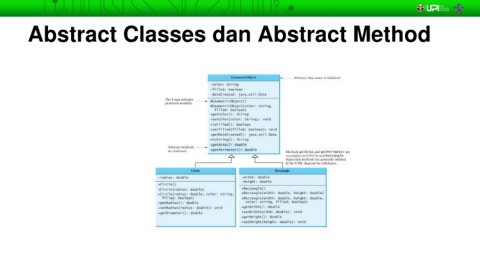 UPI
Abstract Classes dan Abstract Method
GeometricObject
Abstract class name is italicized
-color: String
-filled: boolean
-dateCreated: java.util.Date
The # sign indicates
protected modifier
#GeometricObject()
#GeometricObject(color: string,
filled: boolean)
+getColor(): String
+setColor(color: String): void
+isFilled(): boolean
+setFilled(filled: boolean): void
+getDateCreated(): java.util.Date
+toString(): String
+getArea(): double
+getPerimeter(): double
Abstract methods
are italicized
Methods getArea and getPerimeter are
overridden in Circle and Rectangle.
Superclass methods are generally omitted
in the UML diagram for subclasses.
Circle
-radius: double
+Circle()
+Circle(radius: double)
+Circle(radius: double, color: string,
filled: boolean)
+getRadius(): double
+setRadius(radius: double): void
+getDiameter(): double
Rectangle
-width: double
-height: double
+Rectangle()
+Rectangle(width: double, height: double)
+Rectangle(width: double, height: double,
color: string, filled: boolean)
+getWidth(): double
+setWidth(width: double): void
+getHeight(): double
+setHeight(height: double): void